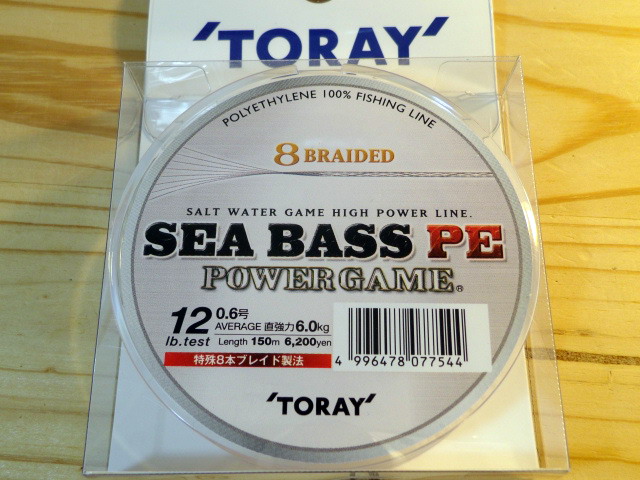 'TORAY'
POLYETHYLENE 100% FISHING LINE
8 BRAIDED
SALT WATER GAME HIGH POWER LINE.
SEA BASS PE
POWERGAME®
12 lb.test
0.6号
AVERAGE 直強力6.0kg
Length 150m 6,200yen
特殊8本ブレイド製法
4 996478 077544
'TORAY'